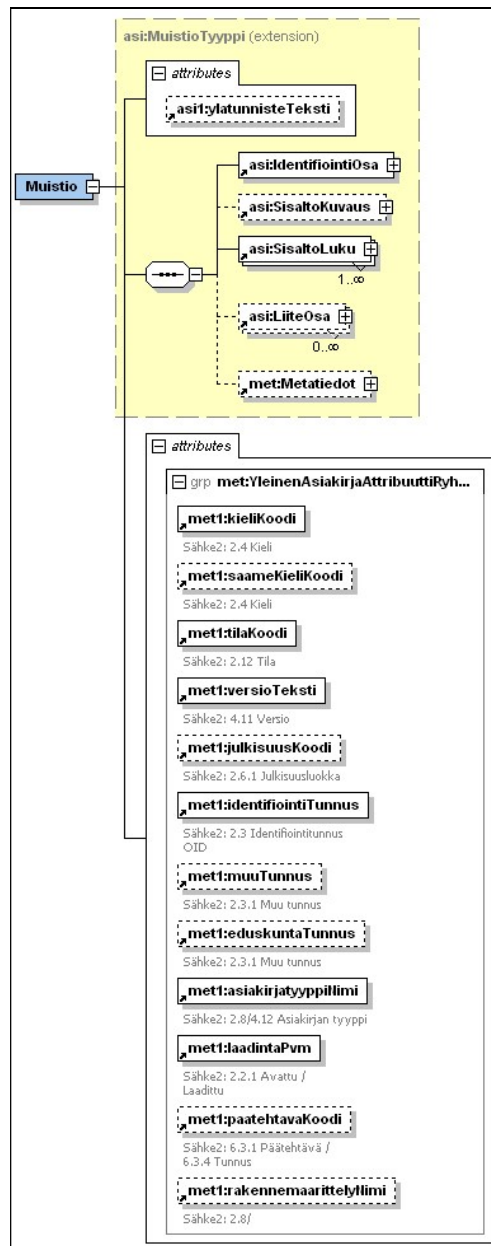 asi:MuistioTyyppi (extension)
attributes
asi1:ylatunnisteTeksti
Muistio
asi:IdentifiointiOsa
asi:SisaltoKuvaus
asi:SisaltoLuku
1..∞
asi:LiiteOsa
0..∞
met:Metatiedot
attributes
grp met:YleinenAsiakirjaAttribuuttiRyh...
met1:kieliKoodi
Sähke2: 2.4 Kieli
met1:saameKieliKoodi
Sähke2: 2.4 Kieli
met1:tilaKoodi
Sähke2: 2.12 Tila
met1:versioTeksti
Sähke2: 4.11 Versio
met1:julkisuusKoodi
Sähke2: 2.6.1 Julkisuusluokka
met1:identifiointiTunnus
Sähke2: 2.3 Identifiointitunnus
OID
met1:muuTunnus
Sähke2: 2.3.1 Muu tunnus
met1:eduskuntaTunnus
Sähke2: 2.3.1 Muu tunnus
met1:asiakirjatyyppiNimi
Sähke2: 2.8/4.12 Asiakirjan tyyppi
met1:laadintaPvm
Sähke2: 2.2.1 Avattu /
Laadittu
met1:paatehtavaKoodi
Sähke2: 6.3.1 Päätehtävä /
6.3.4 Tunnus
met1:rakennemaarittelyNimi
Sähke2: 2.8/